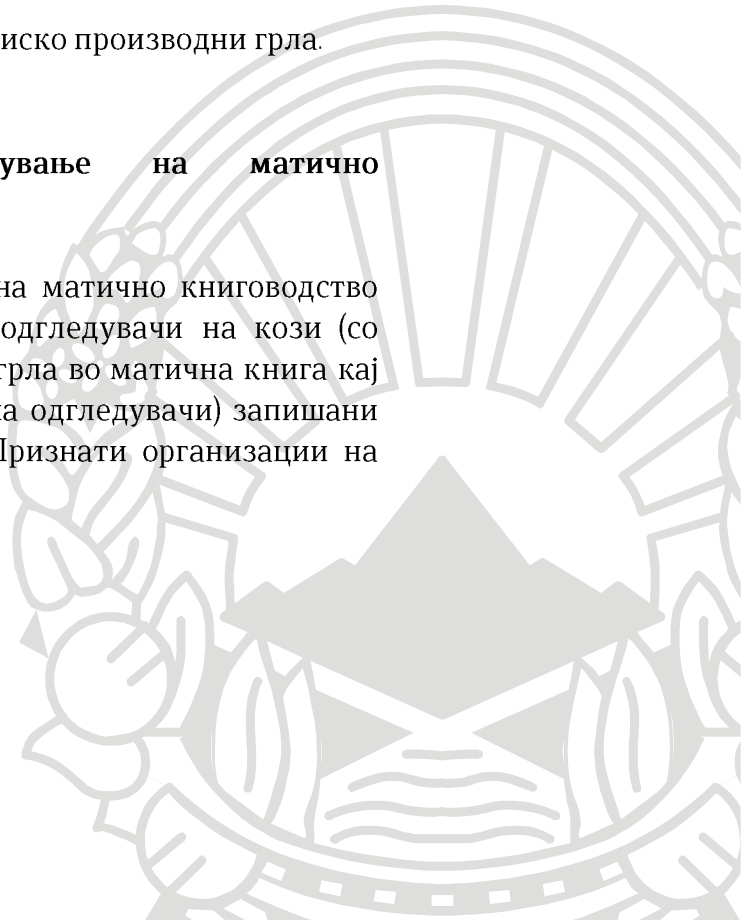 иско производни грла.
ување на матично
на матично книговодство
одгледувачи на кози (со
грла во матична книга кај
на одгледувачи) запишани
Признати организации на